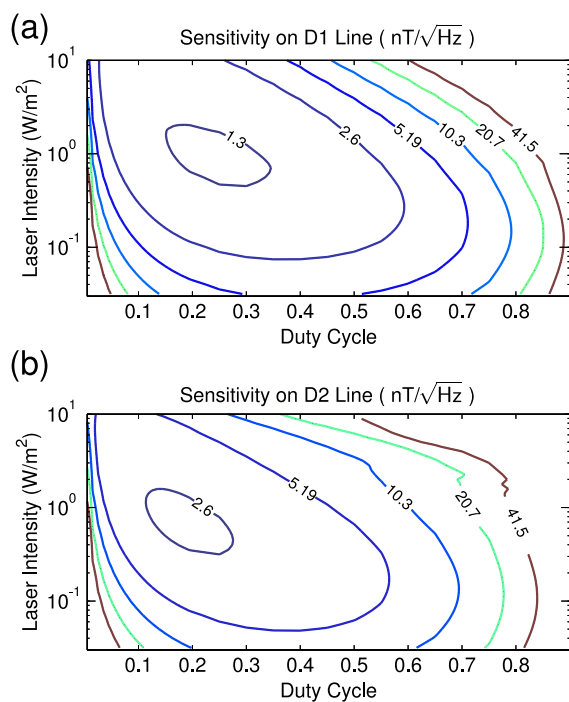 (a)
Sensitivity on D1 Line ( nT/√Hz )
Laser Intensity (W/m²)
10¹
10⁰
10⁻¹
1.3
2.6
5.19
10.3
20.7
41.5
0.1 0.2 0.3 0.4 0.5 0.6 0.7 0.8
Duty Cycle
(b)
Sensitivity on D2 Line ( nT/√Hz )
Laser Intensity (W/m²)
10¹
10⁰
10⁻¹
2.6
5.19
10.3
20.7
41.5
0.1 0.2 0.3 0.4 0.5 0.6 0.7 0.8
Duty Cycle